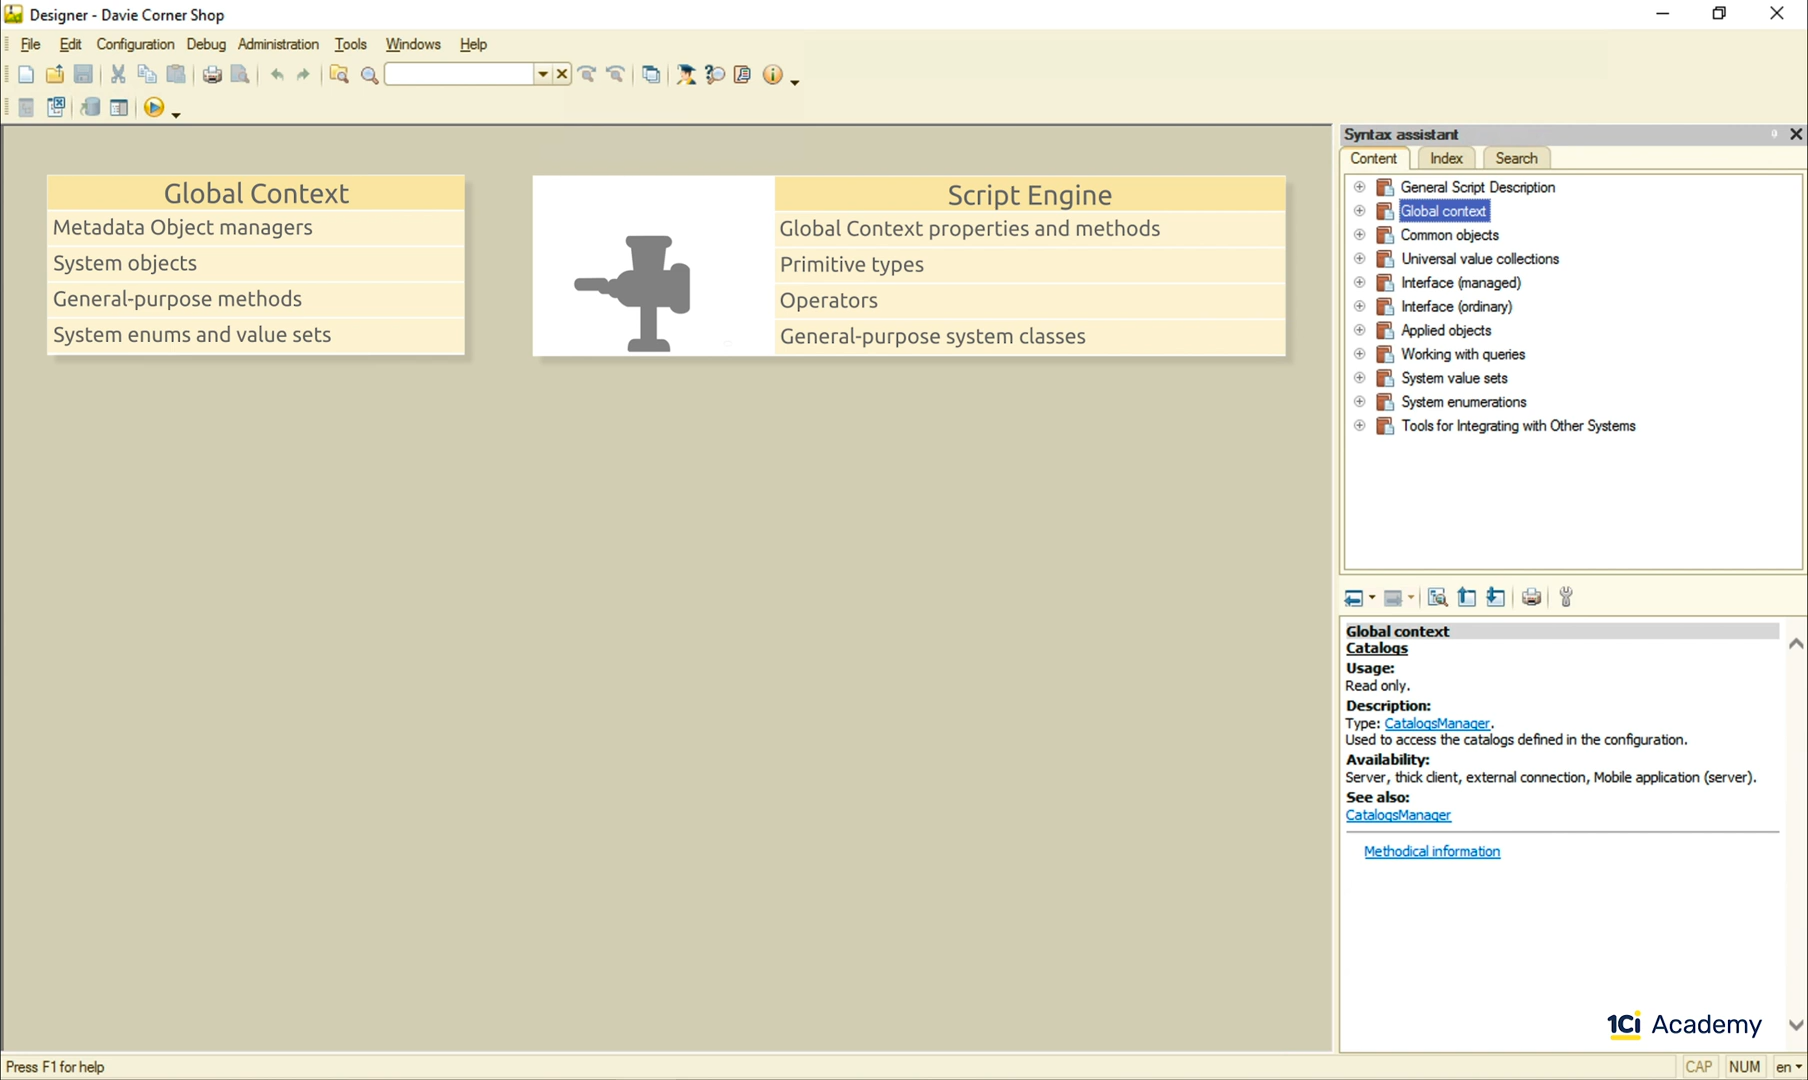 Designer - Davie Corner Shop
File Edit Configuration Debug Administration Tools Windows Help
Global Context
Metadata Object managers
System objects
General-purpose methods
System enums and value sets
Script Engine
Global Context properties and methods
Primitive types
Operators
General-purpose system classes
Syntax assistant
Content Index Search
General Script Description
Global context
Common objects
Universal value collections
Interface (managed)
Interface (ordinary)
Applied objects
Working with queries
System value sets
System enumerations
Tools for Integrating with Other Systems
Global context
Catalogs
Usage:
Read only.
Description:
Type: CatalogsManager.
Used to access the catalogs defined in the configuration.
Availability:
Server, thick client, external connection, Mobile application (server).
See also:
CatalogsManager
Methodical information
1Ci Academy
Press F1 for help
CAP NUM en